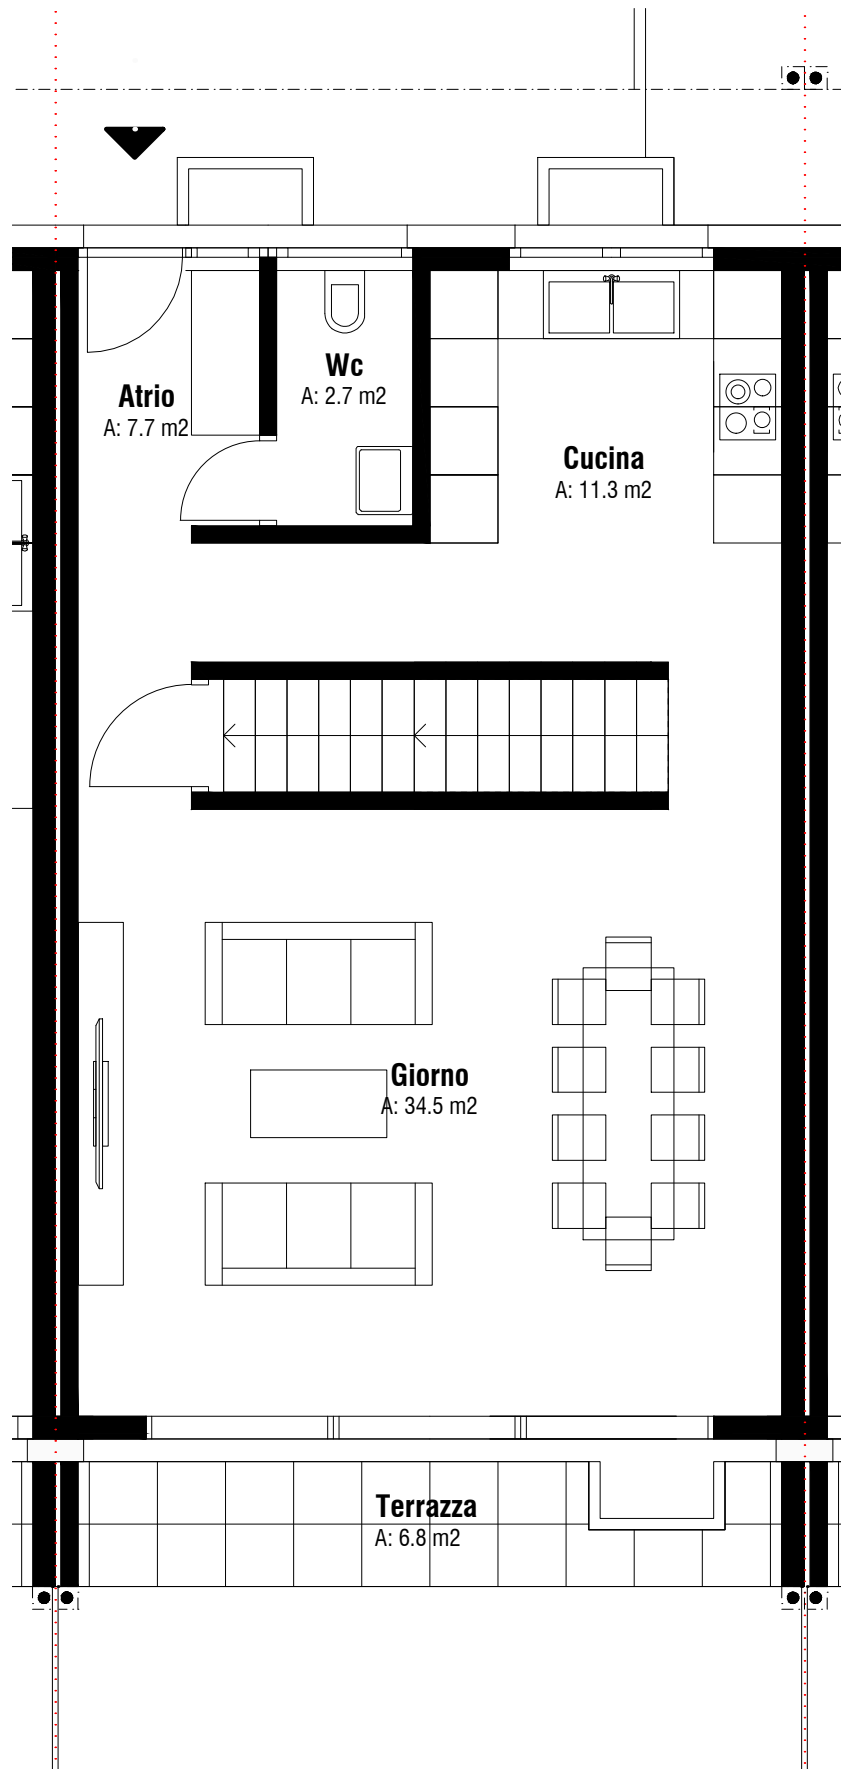 Wc
A: 2.7 m2
Atrio
A: 7.7 m2
Cucina
A: 11.3 m2
Giorno
A: 34.5 m2
Terrazza
A: 6.8 m2